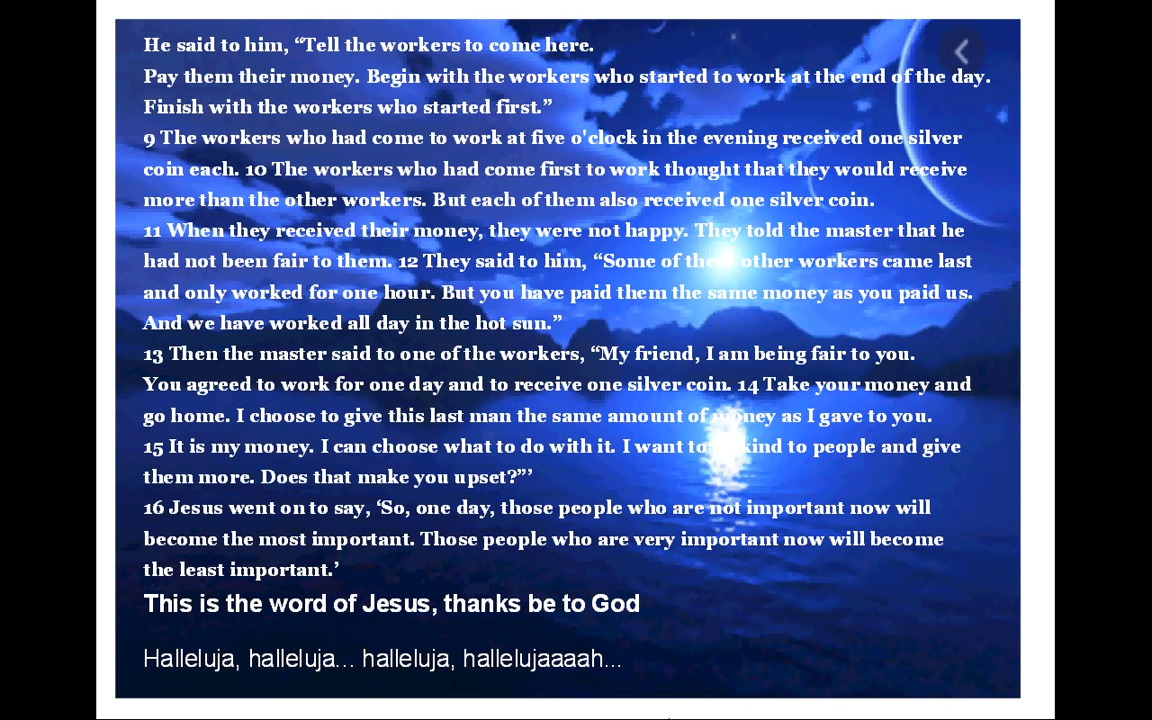 He said to him, “Tell the workers to come here.
Pay them their money. Begin with the workers who started to work at the end of the day.
Finish with the workers who started first.”
9 The workers who had come to work at five o'clock in the evening received one silver
coin each. 10 The workers who had come first to work thought that they would receive
more than the other workers. But each of them also received one silver coin.
11 When they received their money, they were not happy. They told the master that he
had not been fair to them. 12 They said to him, “Some of the other workers came last
and only worked for one hour. But you have paid them the same money as you paid us.
And we have worked all day in the hot sun.”
13 Then the master said to one of the workers, “My friend, I am being fair to you.
You agreed to work for one day and to receive one silver coin. 14 Take your money and
go home. I choose to give this last man the same amount of money as I gave to you.
15 It is my money. I can choose what to do with it. I want to kind to people and give
them more. Does that make you upset?”’
16 Jesus went on to say, ‘So, one day, those people who are not important now will
become the most important. Those people who are very important now will become
the least important.’
This is the word of Jesus, thanks be to God
Halleluja, halleluja... halleluja, hallelujaaaah...